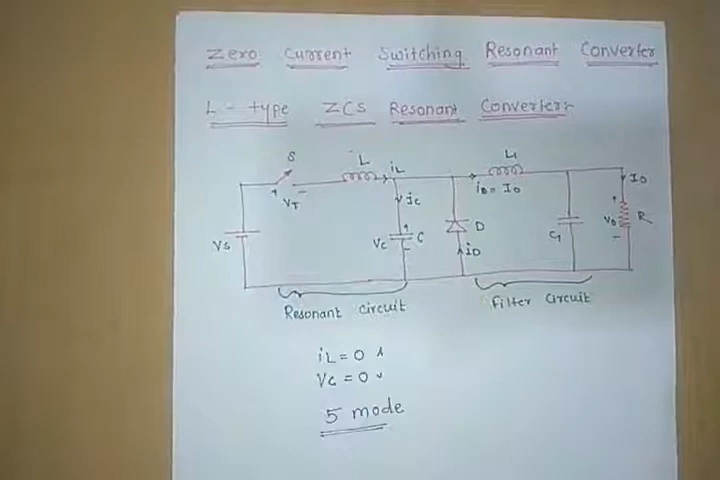 Zero Current Switching Resonant Converter
L - type ZCS Resonant Converter:-
S L iL L1
+ VT - iC iO = IO IO
VS VC + - C D iD C1 + VO - R
Resonant circuit Filter circuit
iL = 0 A
VC = 0 V
5 mode